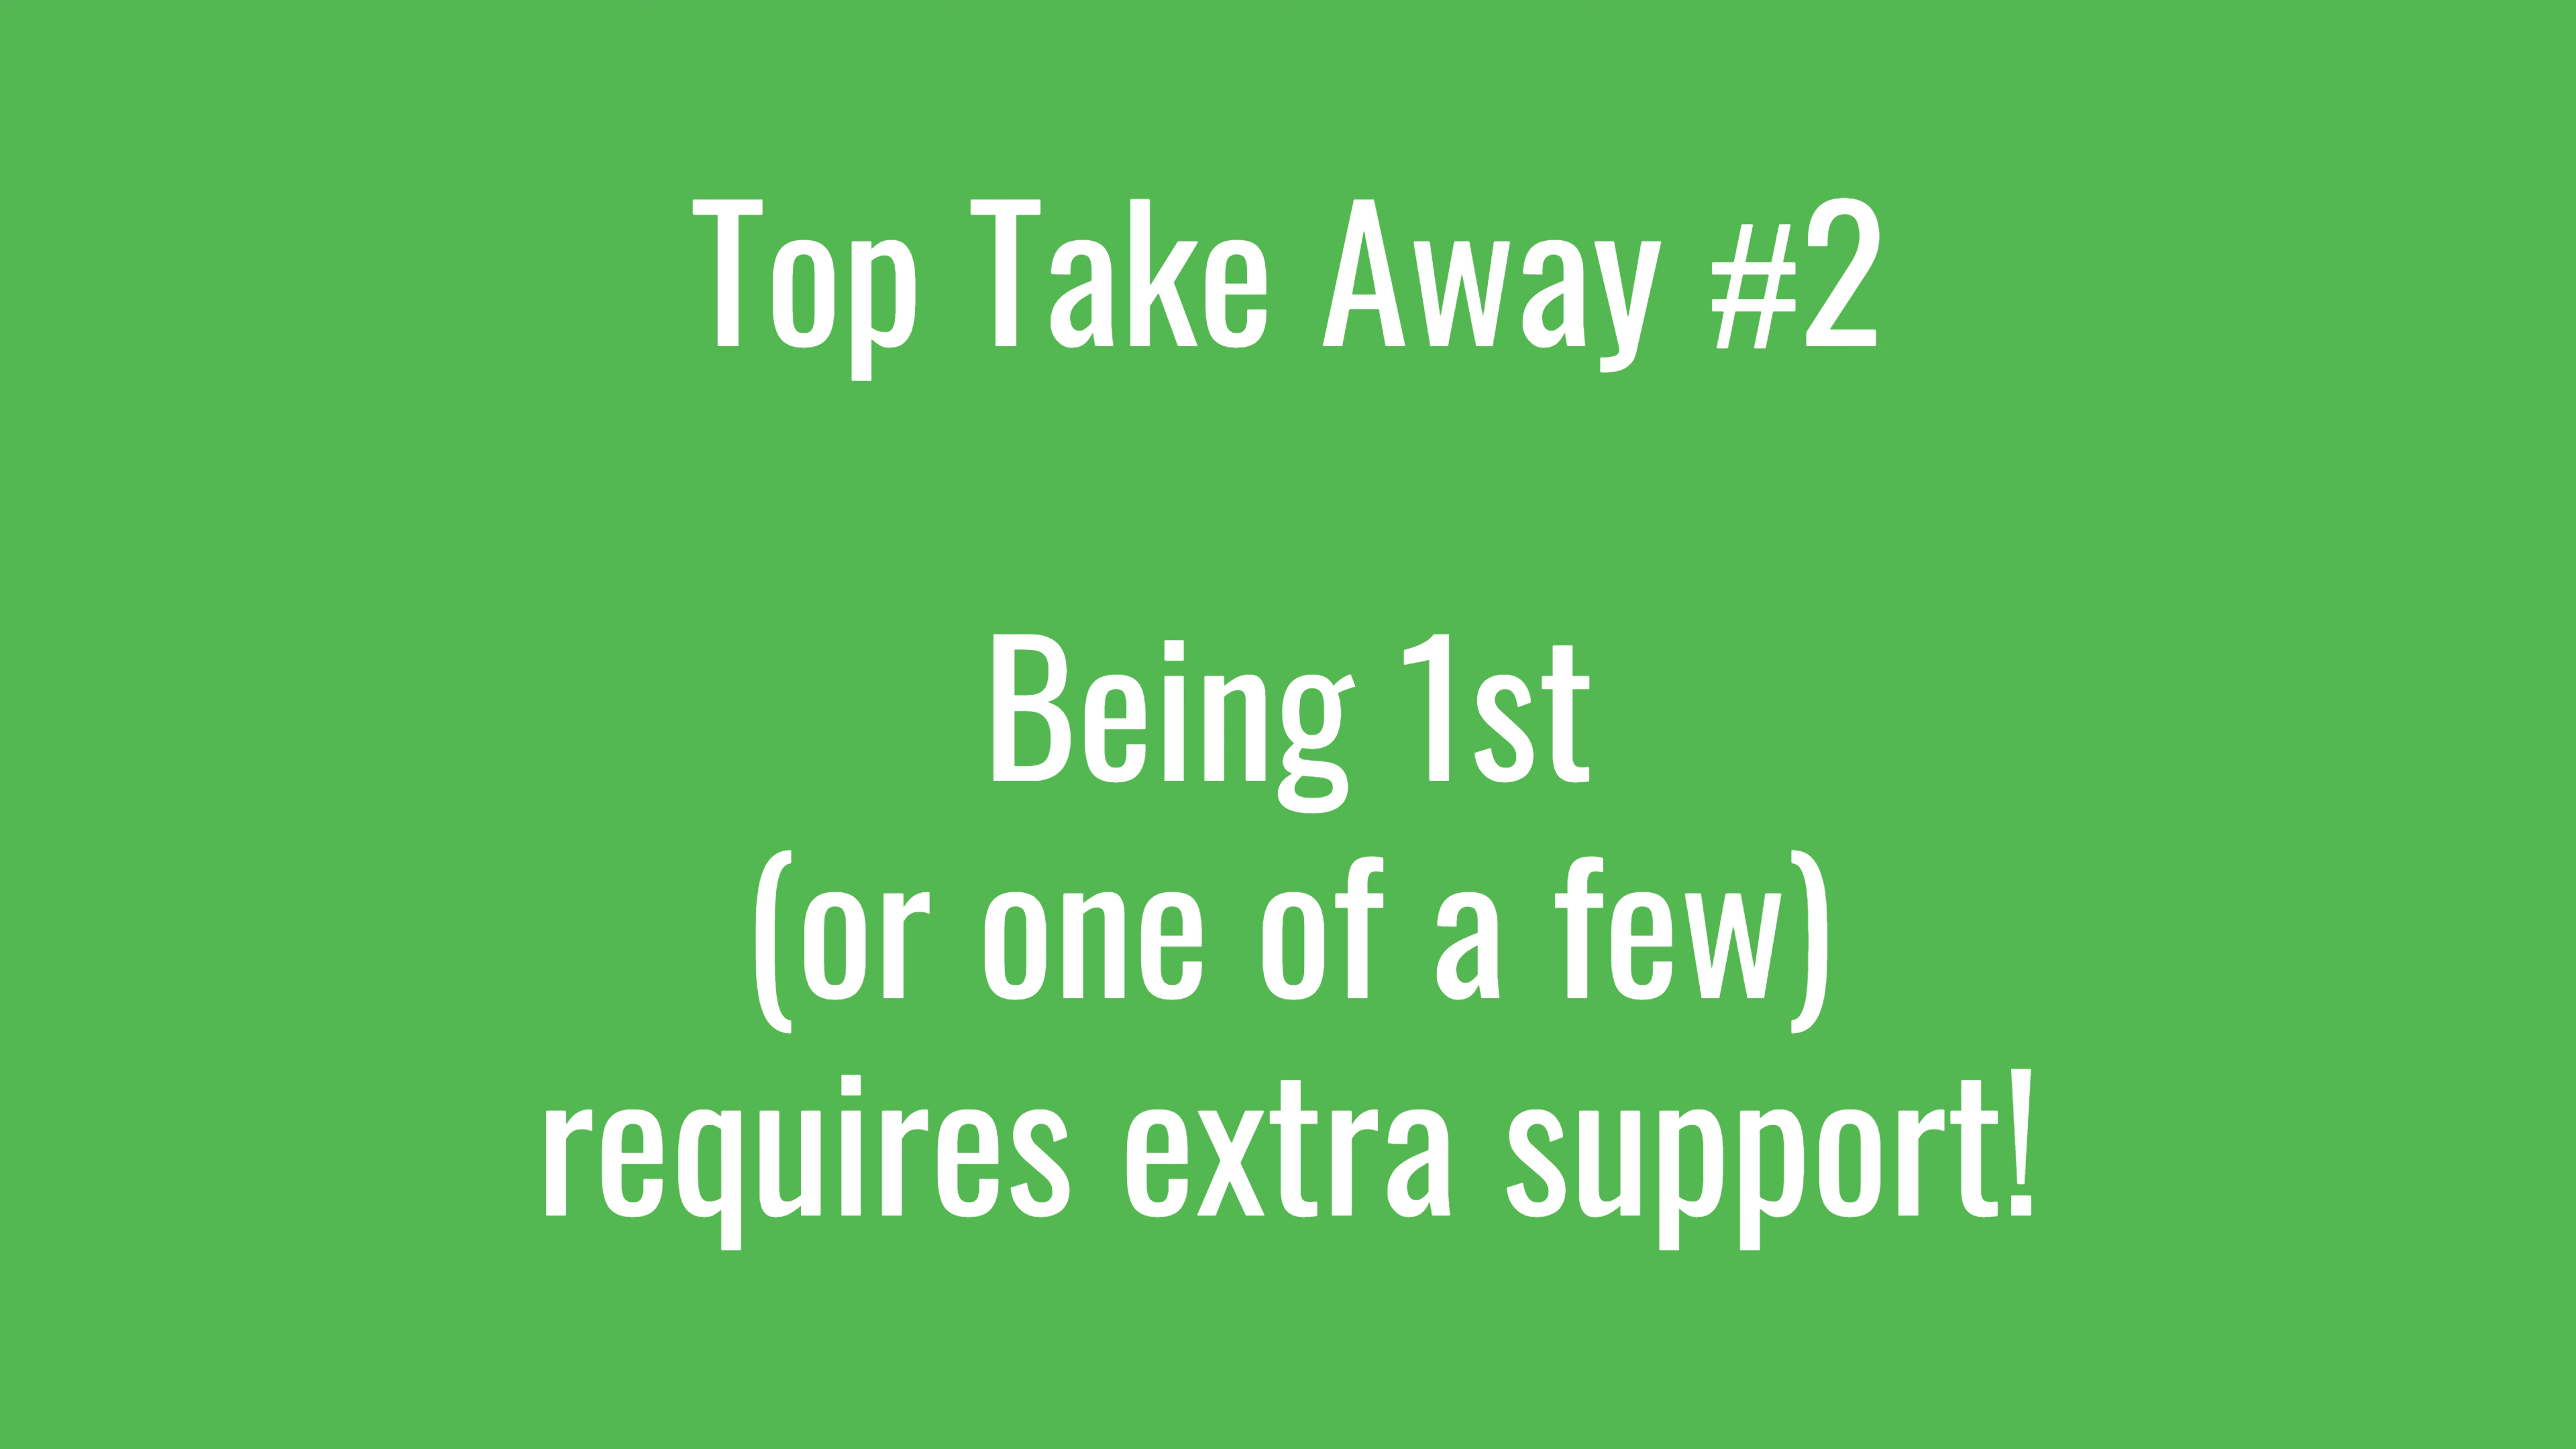 Top Take Away #2
Being 1st
(or one of a few)
requires extra support!